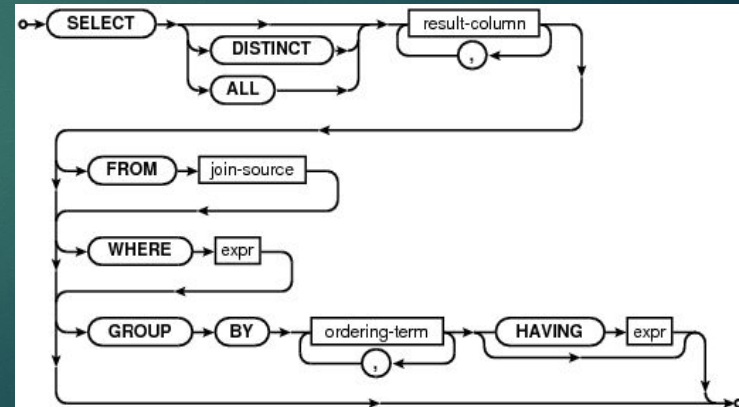 SELECT result-column
DISTINCT ,
ALL
FROM join-source
WHERE expr
GROUP BY ordering-term HAVING expr
,